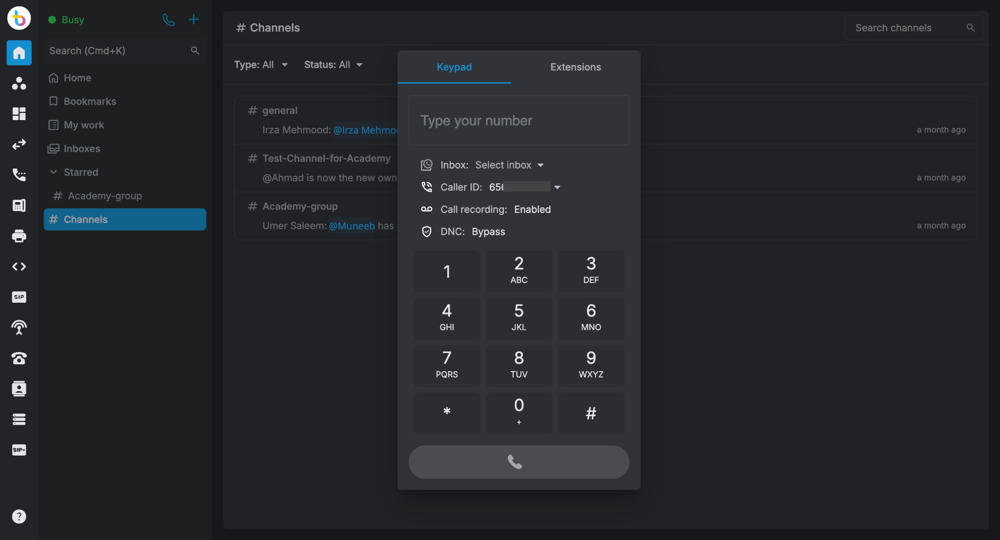 Busy
Search (Cmd+K)
Home
Bookmarks
My work
Inboxes
Starred
# Academy-group
# Channels
SIP
SIP+
?
# Channels
Search channels
Type: All
Status: All
# general
Irza Mehmood: @Irza
a month ago
# Test-Channel-for-Academy
@Ahmad is now the new
a month ago
# Academy-group
Umer Saleem: @Muneeb has
a month ago
Keypad
Extensions
Type your number
Inbox: Select inbox
Caller ID: 65
Call recording: Enabled
DNC: Bypass
1
2
ABC
3
DEF
4
GHI
5
JKL
6
MNO
7
PQRS
8
TUV
9
WXYZ
*
0
+
#